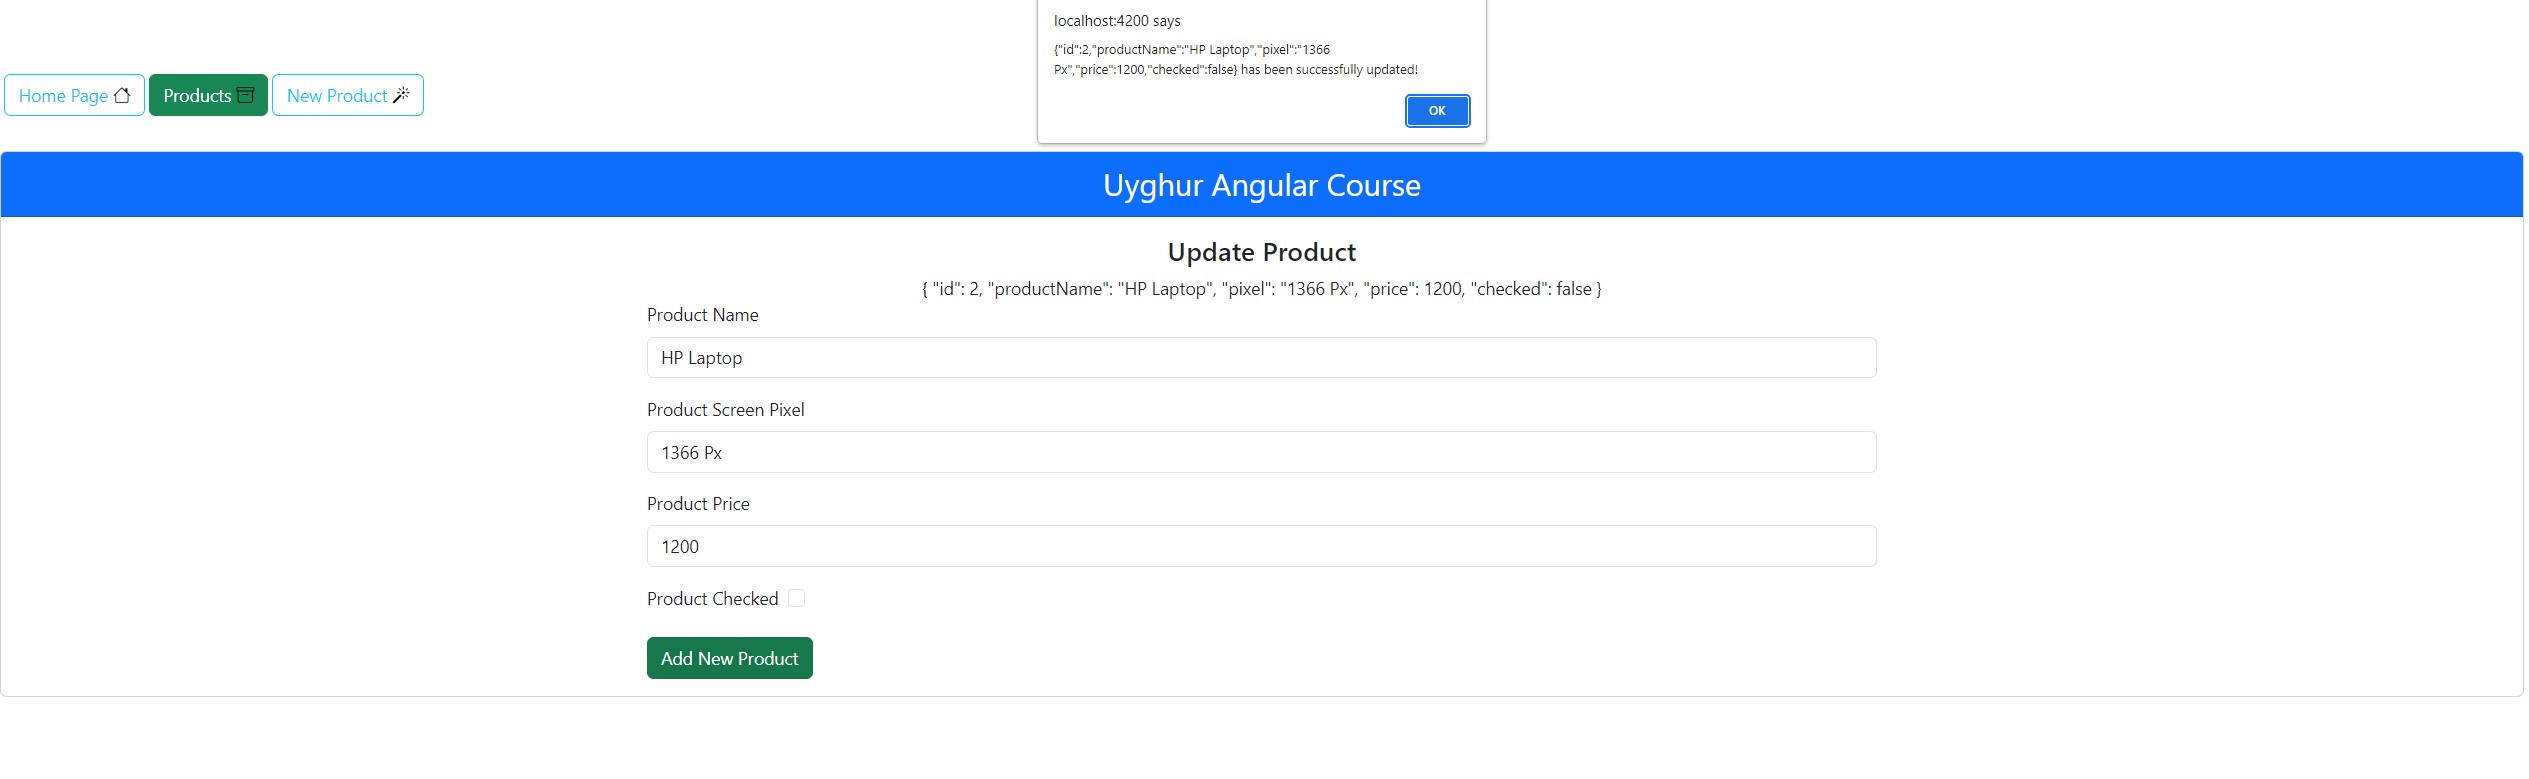 localhost:4200 says
{"id":2,"productName":"HP Laptop","pixel":"1366
Px","price":1200,"checked":false} has been successfully updated!
OK
Home Page
Products
New Product
Uyghur Angular Course
Update Product
{ "id": 2, "productName": "HP Laptop", "pixel": "1366 Px", "price": 1200, "checked": false }
Product Name
HP Laptop
Product Screen Pixel
1366 Px
Product Price
1200
Product Checked
Add New Product